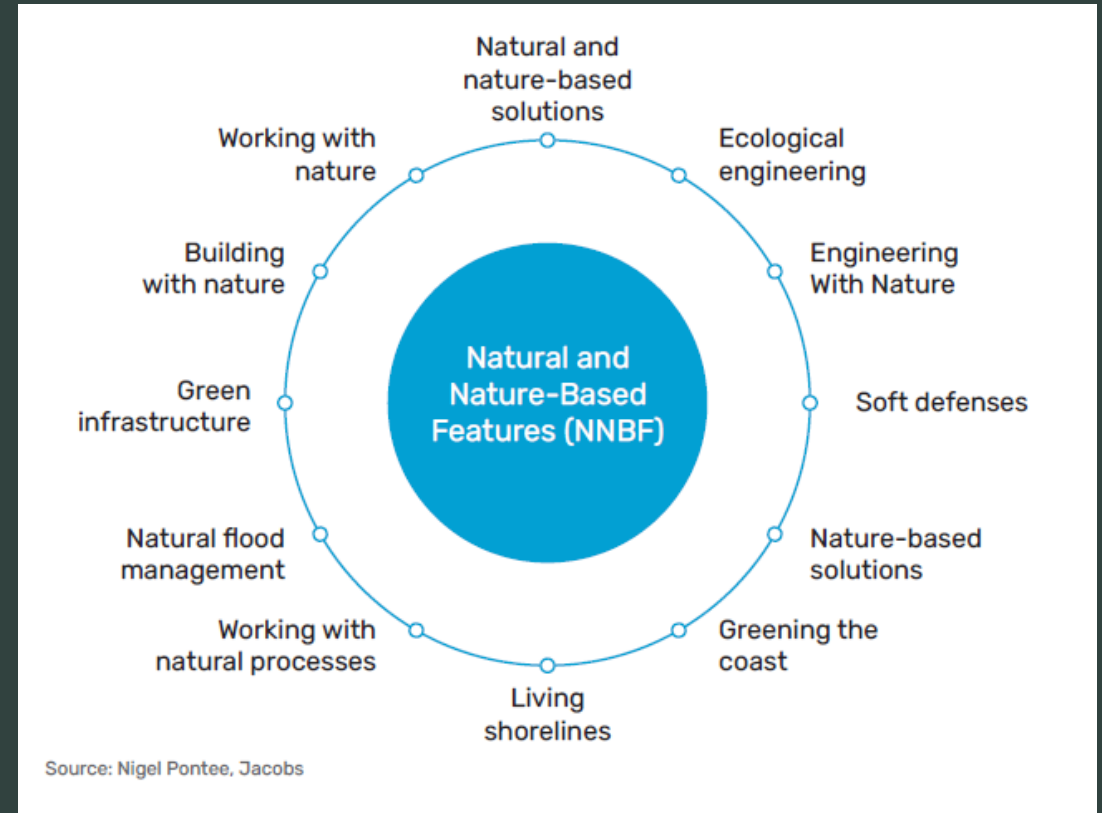 Natural and
nature-based
solutions
Ecological
engineering
Engineering
With Nature
Soft defenses
Nature-based
solutions
Greening the
coast
Living
shorelines
Working with
natural processes
Natural flood
management
Green
infrastructure
Building
with nature
Working with
nature
Natural and
Nature-Based
Features (NNBF)
Source: Nigel Pontee, Jacobs